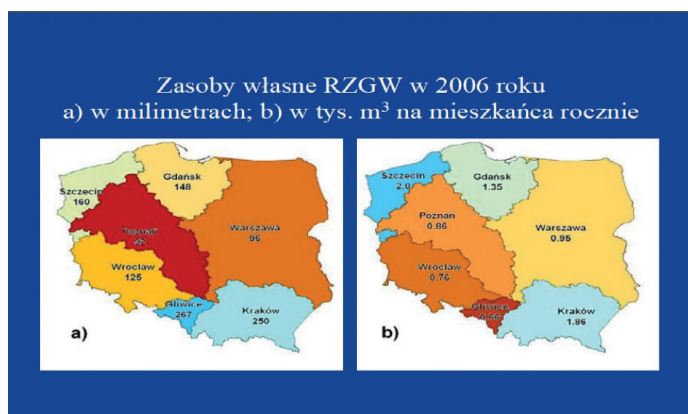 Zasoby własne RZGW w 2006 roku
a) w milimetrach; b) w tys. m³ na mieszkańca rocznie
Szczecin
160
Gdańsk
148
Poznań
Warszawa
96
Wrocław
125
Gliwice
267
Kraków
250
a)
Szczecin
2.0
Gdańsk
1.35
Poznań
0.86
Warszawa
0.95
Wrocław
0.76
Gliwice
0.66
Kraków
1.86
b)